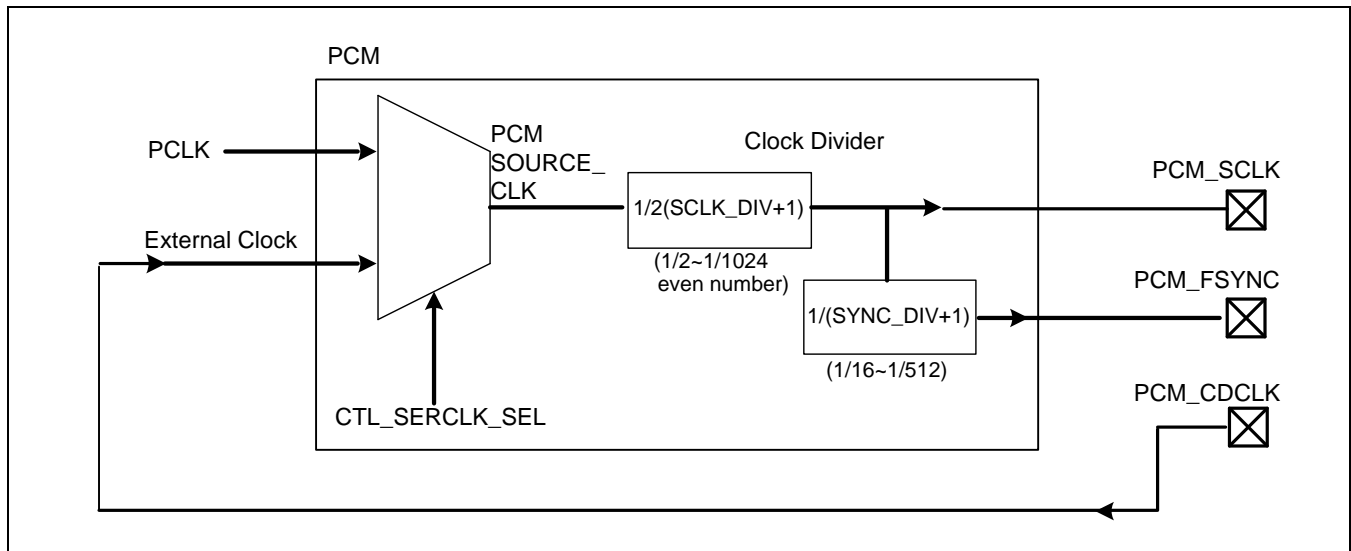 PCM
PCLK
PCM
SOURCE_
CLK
Clock Divider
PCM_SCLK
1/2(SCLK_DIV+1)
External Clock
(1/2~1/1024
even number)
PCM_FSYNC
1/(SYNC_DIV+1)
(1/16~1/512)
PCM_CDCLK
CTL_SERCLK_SEL